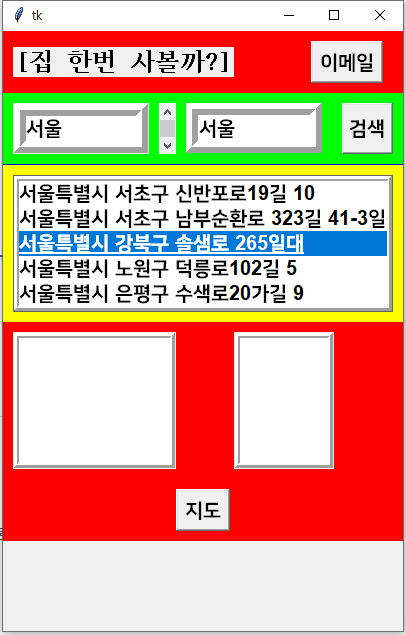 tk
[집 한번 사볼까?]
이메일
서울
서울
검색
서울특별시 서초구 신반포로19길 10
서울특별시 서초구 남부순환로 323길 41-3일
서울특별시 강북구 솔샘로 265일대
서울특별시 노원구 덕릉로102길 5
서울특별시 은평구 수색로20가길 9
지도